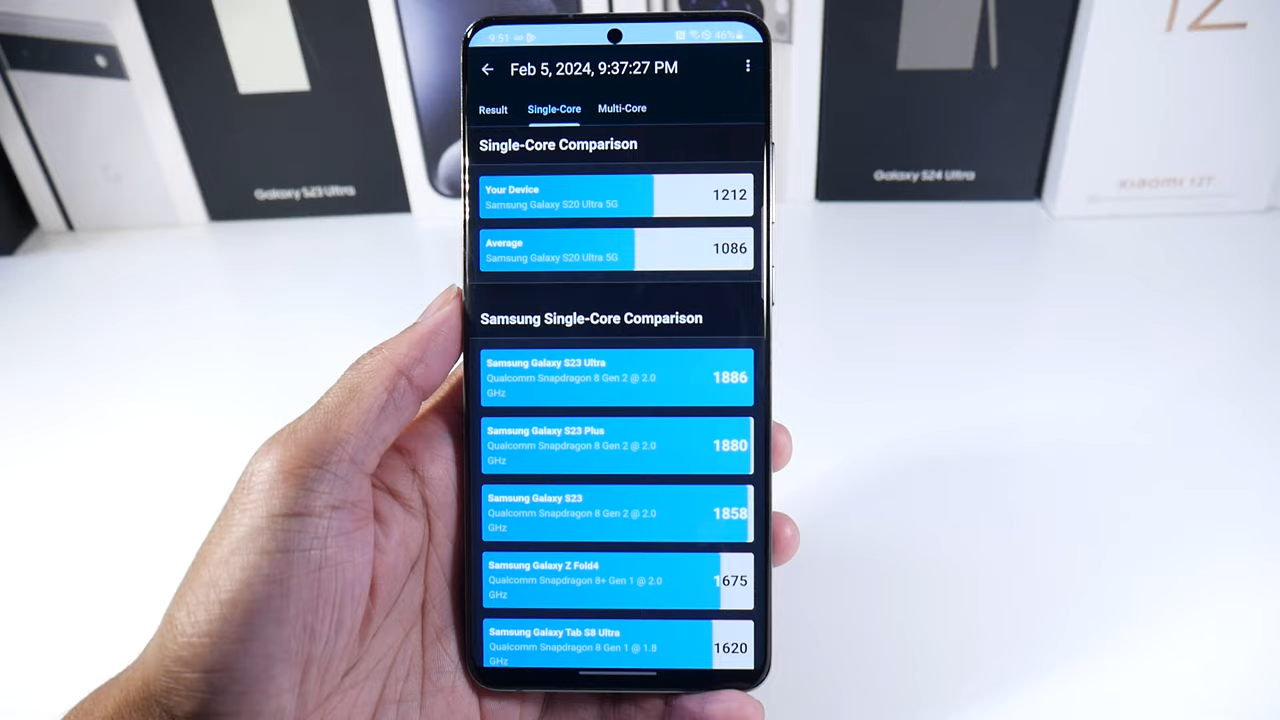 12
Galaxy S23 Ultra
Galaxy S24 Ultra
XIAOMI 12T
9:51
46%
Feb 5, 2024, 9:37:27 PM
Result Single-Core Multi-Core
Single-Core Comparison
Your Device
Samsung Galaxy S20 Ultra 5G
1212
Average
Samsung Galaxy S20 Ultra 5G
1086
Samsung Single-Core Comparison
Samsung Galaxy S23 Ultra
Qualcomm Snapdragon 8 Gen 2 @ 2.0
GHz
1886
Samsung Galaxy S23 Plus
Qualcomm Snapdragon 8 Gen 2 @ 2.0
GHz
1880
Samsung Galaxy S23
Qualcomm Snapdragon 8 Gen 2 @ 2.0
GHz
1858
Samsung Galaxy Z Fold4
Qualcomm Snapdragon 8+ Gen 1 @ 2.0
GHz
1675
Samsung Galaxy Tab S8 Ultra
Qualcomm Snapdragon 8 Gen 1 @ 1.8
GHz
1620